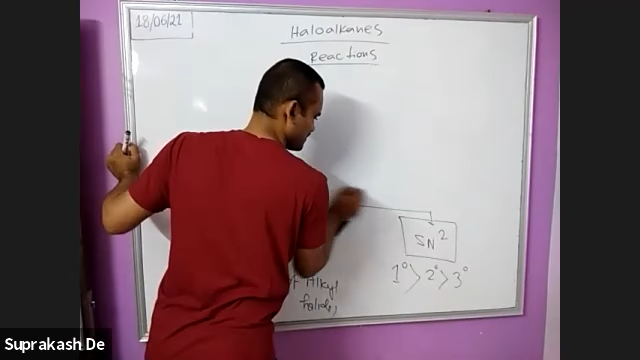 18/06/21
Haloalkanes
Reactions
SN²
1° > 2° > 3°
Alkyl
halide,
Suprakash De